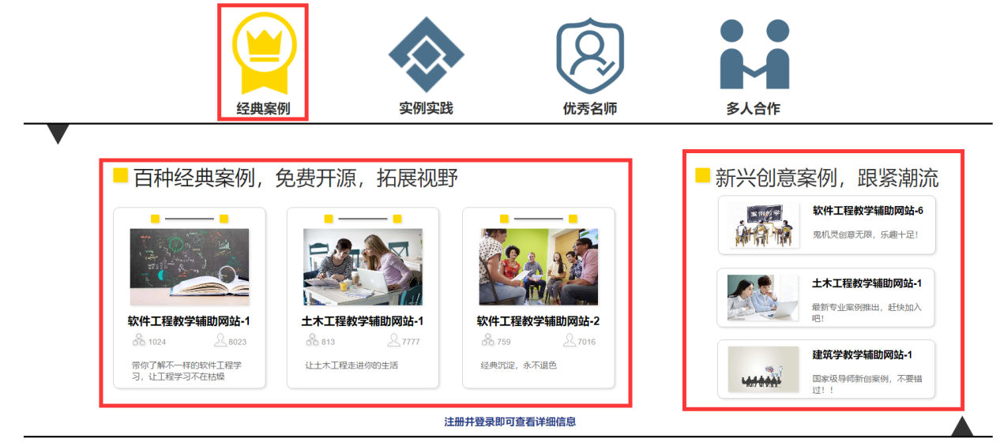 经典案例
实例实践
优秀名师
多人合作
百种经典案例，免费开源，拓展视野
软件工程教学辅助网站-1
1024
8023
带你了解不一样的软件工程学
习，让工程学习不在枯燥
土木工程教学辅助网站-1
813
7777
让土木工程走进你的生活
软件工程教学辅助网站-2
759
7016
经典沉淀，永不退色
新兴创意案例，跟紧潮流
案例教学
软件工程教学辅助网站-6
鬼机灵创意无限，乐趣十足！
土木工程教学辅助网站-1
最新专业案例推出，赶快加入
吧！
建筑学教学辅助网站-1
国家级导师新创案例，不要错
过！！
注册并登录即可查看详细信息